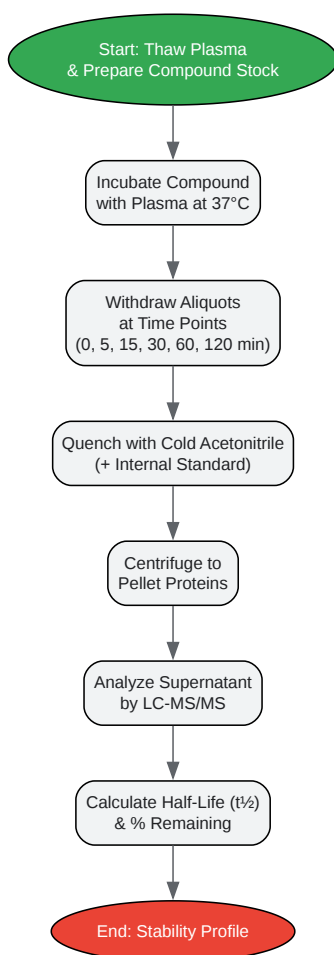 Start: Thaw Plasma
& Prepare Compound Stock
Incubate Compound
with Plasma at 37°C
Withdraw Aliquots
at Time Points
(0, 5, 15, 30, 60, 120 min)
Quench with Cold Acetonitrile
(+ Internal Standard)
Centrifuge to
Pellet Proteins
Analyze Supernatant
by LC-MS/MS
Calculate Half-Life (t½)
& % Remaining
End: Stability Profile